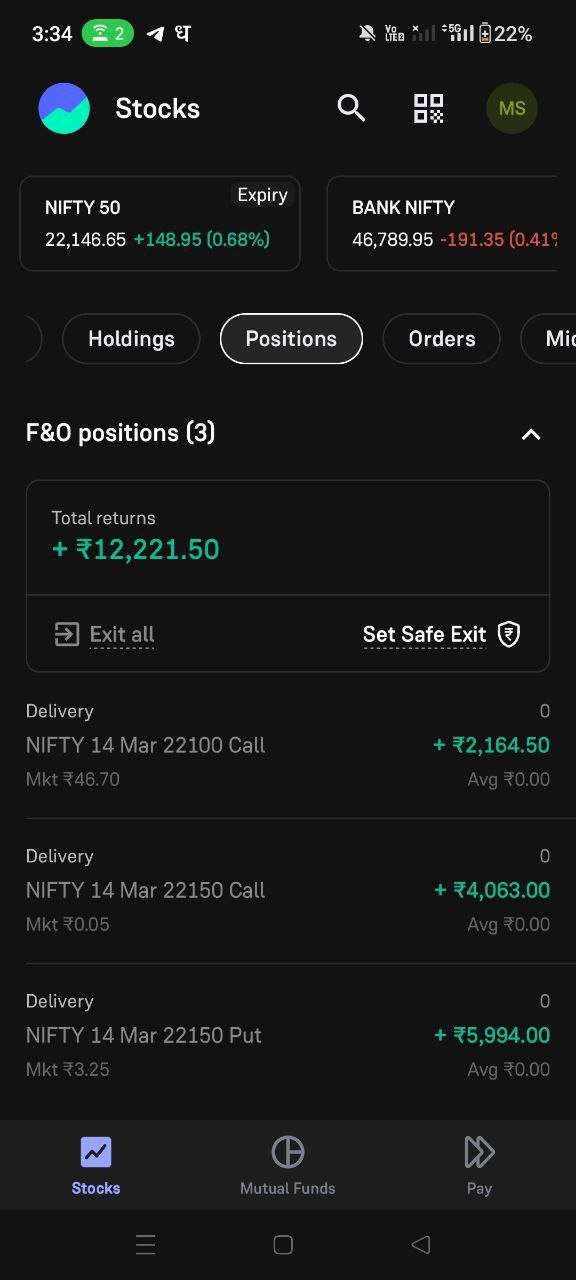 3:34 2 ध Vo LTE2 5G 22%
Stocks MS
Expiry
NIFTY 50 BANK NIFTY
22,146.65 +148.95 (0.68%) 46,789.95 -191.35 (0.41%
Holdings Positions Orders
F&O positions (3)
Total returns
+ ₹12,221.50
Exit all Set Safe Exit
Delivery 0
NIFTY 14 Mar 22100 Call + ₹2,164.50
Mkt ₹46.70 Avg ₹0.00
Delivery 0
NIFTY 14 Mar 22150 Call + ₹4,063.00
Mkt ₹0.05 Avg ₹0.00
Delivery 0
NIFTY 14 Mar 22150 Put + ₹5,994.00
Mkt ₹3.25 Avg ₹0.00
Stocks Mutual Funds Pay